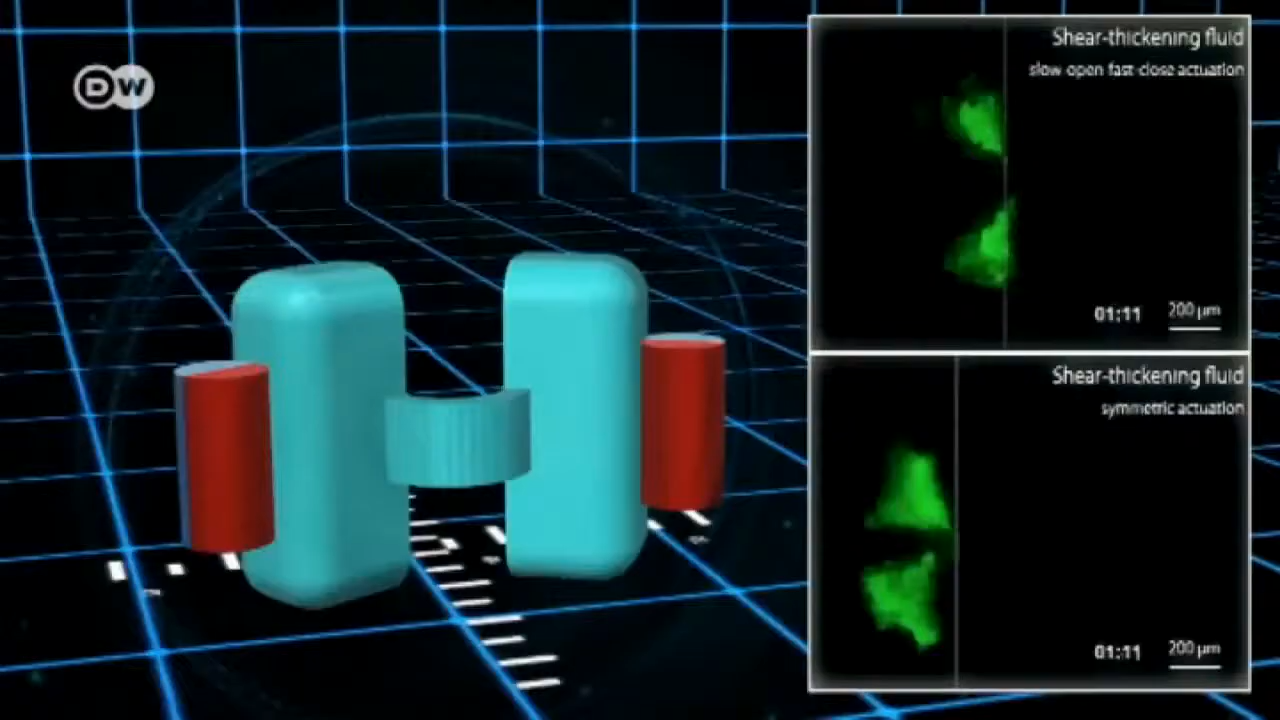 DW
Shear-thickening fluid
slow open fast-close actuation
01:11
200 µm
Shear-thickening fluid
symmetric actuation
01:11
200 µm